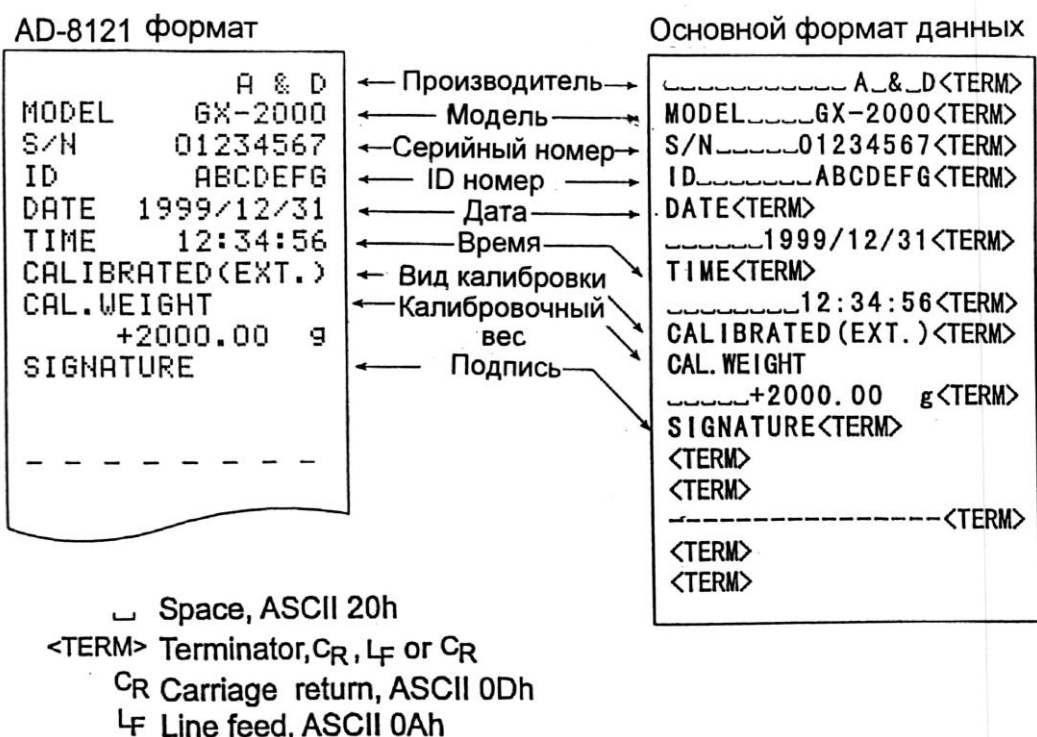 AD-8121 формат
A & D
MODEL GX-2000
S/N 01234567
ID ABCDEFG
DATE 1999/12/31
TIME 12:34:56
CALIBRATED(EXT.)
CAL.WEIGHT
+2000.00 g
SIGNATURE
- - - - - - - - - -
Производитель
Модель
Серийный номер
ID номер
Дата
Время
Вид калибровки
Калибровочный
вес
Подпись
Основной формат данных
␣␣␣␣␣␣␣␣␣␣␣A␣&␣D<TERM>
MODEL␣␣␣␣GX-2000<TERM>
S/N␣␣␣␣␣01234567<TERM>
ID␣␣␣␣␣␣␣ABCDEFG<TERM>
DATE<TERM>
␣␣␣␣␣␣1999/12/31<TERM>
TIME<TERM>
␣␣␣␣␣␣␣␣12:34:56<TERM>
CALIBRATED(EXT.)<TERM>
CAL.WEIGHT
␣␣␣␣␣+2000.00 g<TERM>
SIGNATURE<TERM>
<TERM>
<TERM>
----------------<TERM>
<TERM>
<TERM>
␣ Space, ASCII 20h
<TERM> Terminator,CR, LF or CR
CR Carriage return, ASCII 0Dh
LF Line feed, ASCII 0Ah